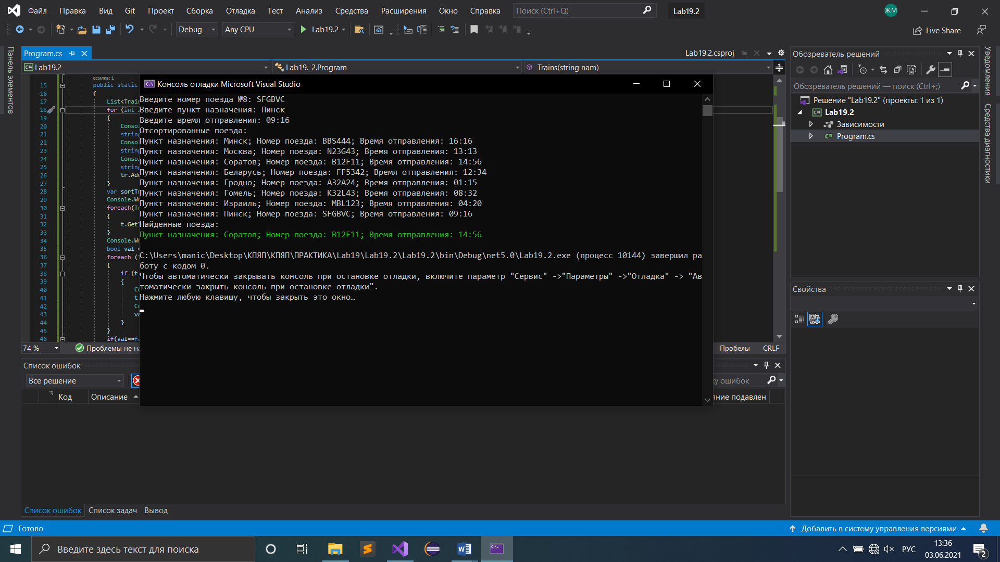 Файл Правка Вид Git Проект Сборка Отладка Тест Анализ Средства Расширения Окно Справка Поиск (Ctrl+Q) Lab19.2 ЖМ
Debug Any CPU Lab19.2 Live Share
Панель элементов
Program.cs Lab19.2.csproj
Lab19.2 Lab19._2.Program Trains(string nam)
ссылка: 1
15 public static
16 {
17 List<Trai
18 for (int
19 {
20 Conso
21 strin
22 Conso
23 strin
24 Conso
25 strin
26 tr.Ad
27 }
28 var sortT
29 Console.W
30 foreach(T
31 {
32 t.Get
33 }
34 Console.W
35 bool val =
36 foreach (
37 {
38 if (t
39 {
40 Co
41 t
42 Co
43 va
44 }
45 }
46 if(val==fa
Консоль отладки Microsoft Visual Studio
Введите номер поезда №8: SFGBVC
Введите пункт назначения: Пинск
Введите время отправления: 09:16
Отсортированные поезда:
Пункт назначения: Минск; Номер поезда: BBS444; Время отправления: 16:16
Пункт назначения: Москва; Номер поезда: N23G43; Время отправления: 13:13
Пункт назначения: Соратов; Номер поезда: B12F11; Время отправления: 14:56
Пункт назначения: Беларусь; Номер поезда: FF5342; Время отправления: 12:34
Пункт назначения: Гродно; Номер поезда: A32A24; Время отправления: 01:15
Пункт назначения: Гомель; Номер поезда: K32L43; Время отправления: 08:32
Пункт назначения: Израиль; Номер поезда: MBL123; Время отправления: 04:20
Пункт назначения: Пинск; Номер поезда: SFGBVC; Время отправления: 09:16
Найденные поезда:
Пункт назначения: Соратов; Номер поезда: B12F11; Время отправления: 14:56
C:\Users\manic\Desktop\КПЯП\КПЯП\ПРАКТИКА\Lab19\Lab19.2\Lab19.2\bin\Debug\net5.0\Lab19.2.exe (процесс 10144) завершил ра
боту с кодом 0.
Чтобы автоматически закрывать консоль при остановке отладки, включите параметр "Сервис" ->"Параметры" ->"Отладка" -> "Ав
томатически закрыть консоль при остановке отладки".
Нажмите любую клавишу, чтобы закрыть это окно…
74 % Проблемы не на Пробелы CRLF
Список ошибок
Все решение ку ошибок
Код Описание яние подавлен
Список ошибок Список задач Вывод
Обозреватель решений
Обозреватель решений — поиск (Ctrl+;)
Решение "Lab19.2" (проекты: 1 из 1)
Lab19.2
Зависимости
Program.cs
Свойства
Уведомления
Средства диагностики
Готово Добавить в систему управления версиями
Введите здесь текст для поиска
РУС 13:36
03.06.2021
2